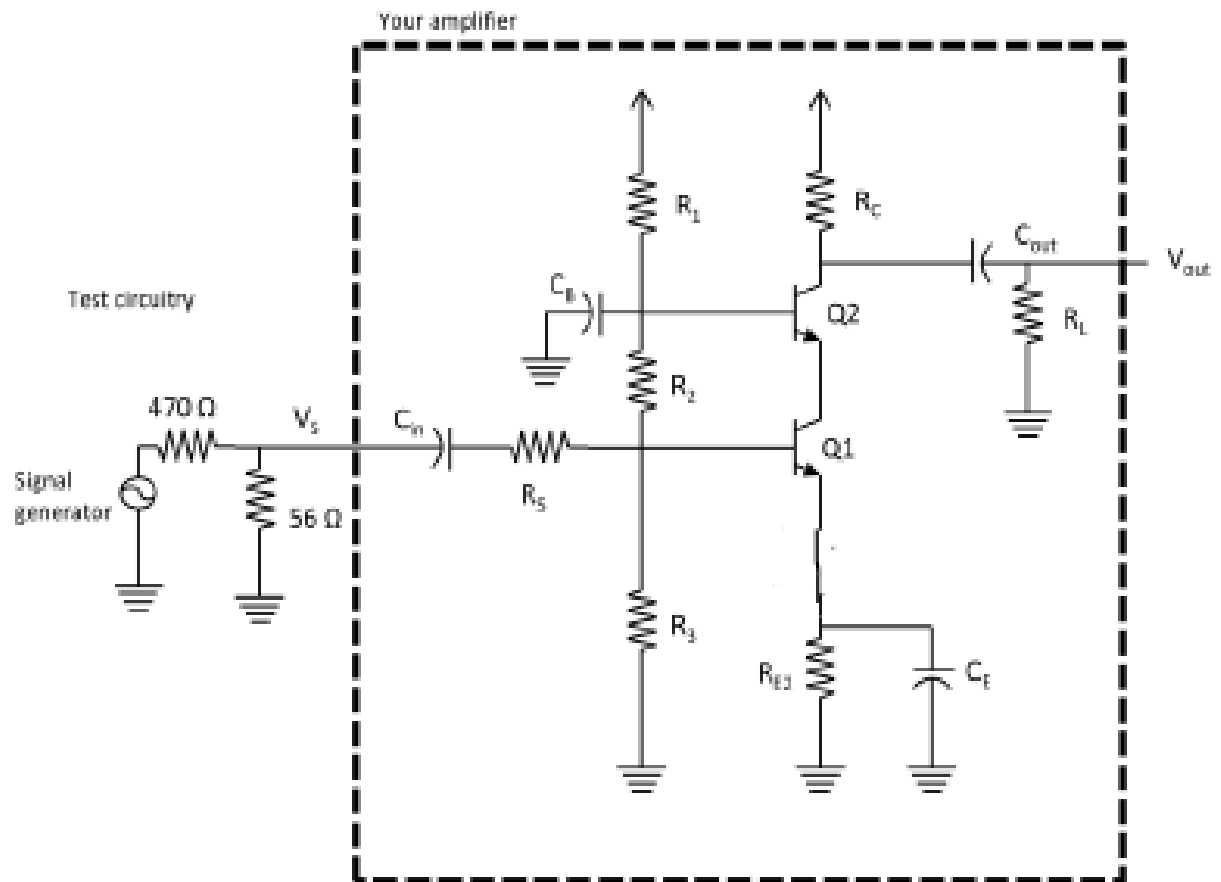 Your amplifier
R1
RC
Cout
Vout
Test circuitry
CB
Q2
RL
R2
470 Ω
VS
Cin
Q1
Signal
generator
RS
56 Ω
R3
RE2
CE